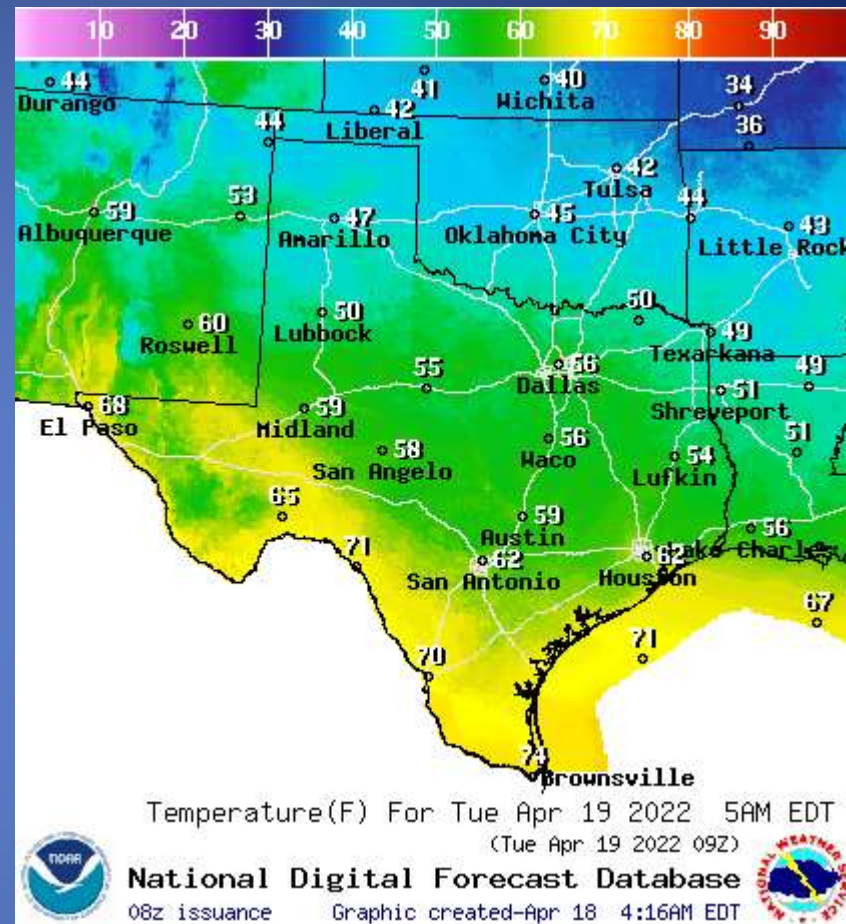 10 20 30 40 50 60 70 80 90
44
Durango
41
42
Liberal
40
Wichita
34
36
44
42
Tulsa
59
Albuquerque
53
47
Amarillo
45
Oklahoma City
44
43
Little Rock
60
Roswell
50
Lubbock
50
49
Texarkana
55
56
Dallas
51
Shreveport
49
68
El Paso
59
Midland
58
San Angelo
56
Waco
54
Lufkin
51
65
59
Austin
56
Lake Charles
71
62
San Antonio
62
Houston
67
70
71
74
Brownsville
Temperature(F) For Tue Apr 19 2022 5AM EDT
(Tue Apr 19 2022 09Z)
NOAA
National Digital Forecast Database
08z issuance Graphic created-Apr 18 4:16AM EDT
NATIONAL WEATHER SERVICE